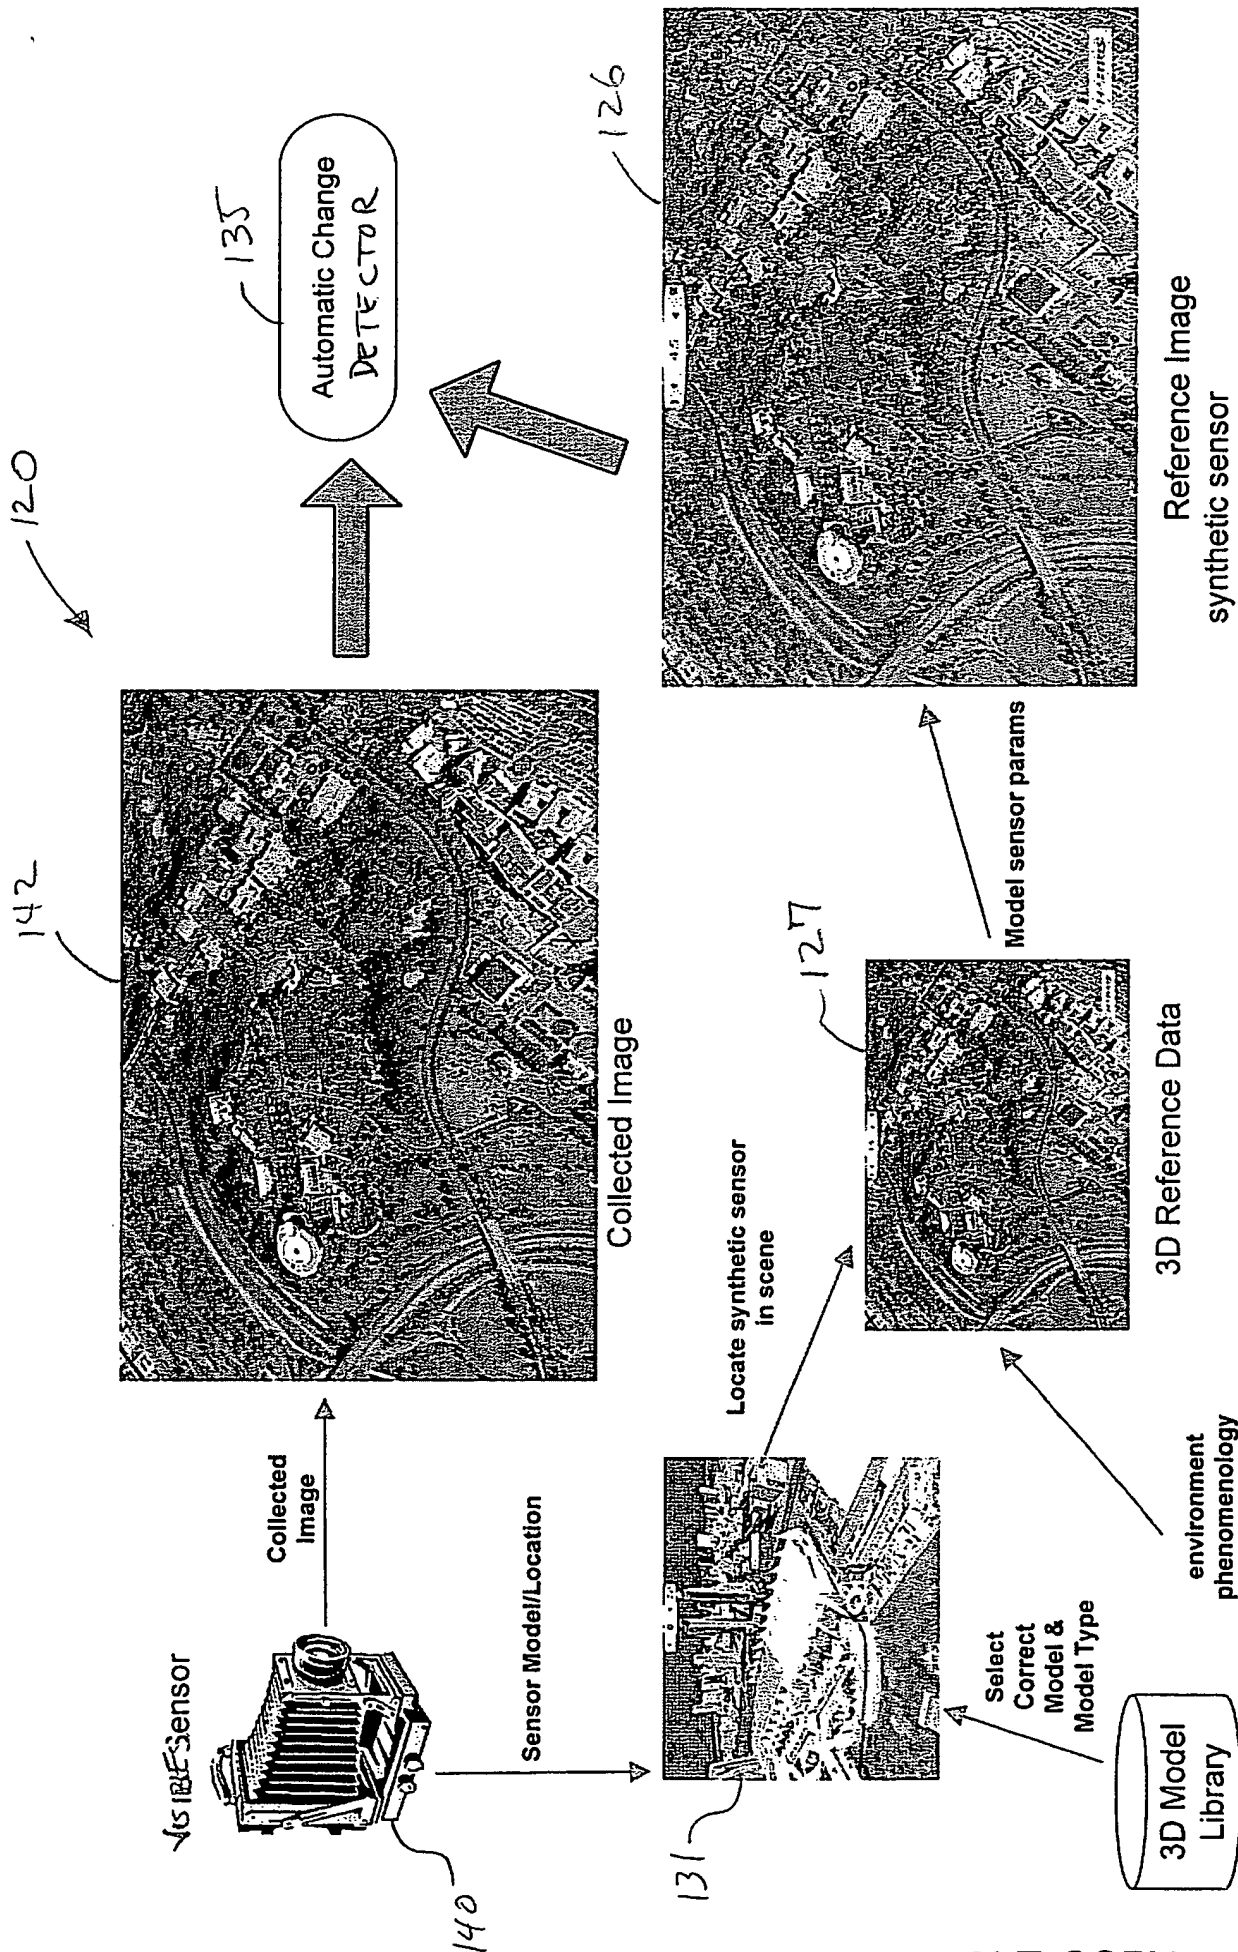 120
VISIBLE Sensor
140
Collected
Image
142
Collected Image
135
Automatic Change
DETECTOR
Sensor Model/Location
131
Select
Correct
Model &
Model Type
3D Model
Library
Locate synthetic sensor
in scene
environment
phenomenology
127
3D Reference Data
Model sensor params
126
Reference Image
synthetic sensor